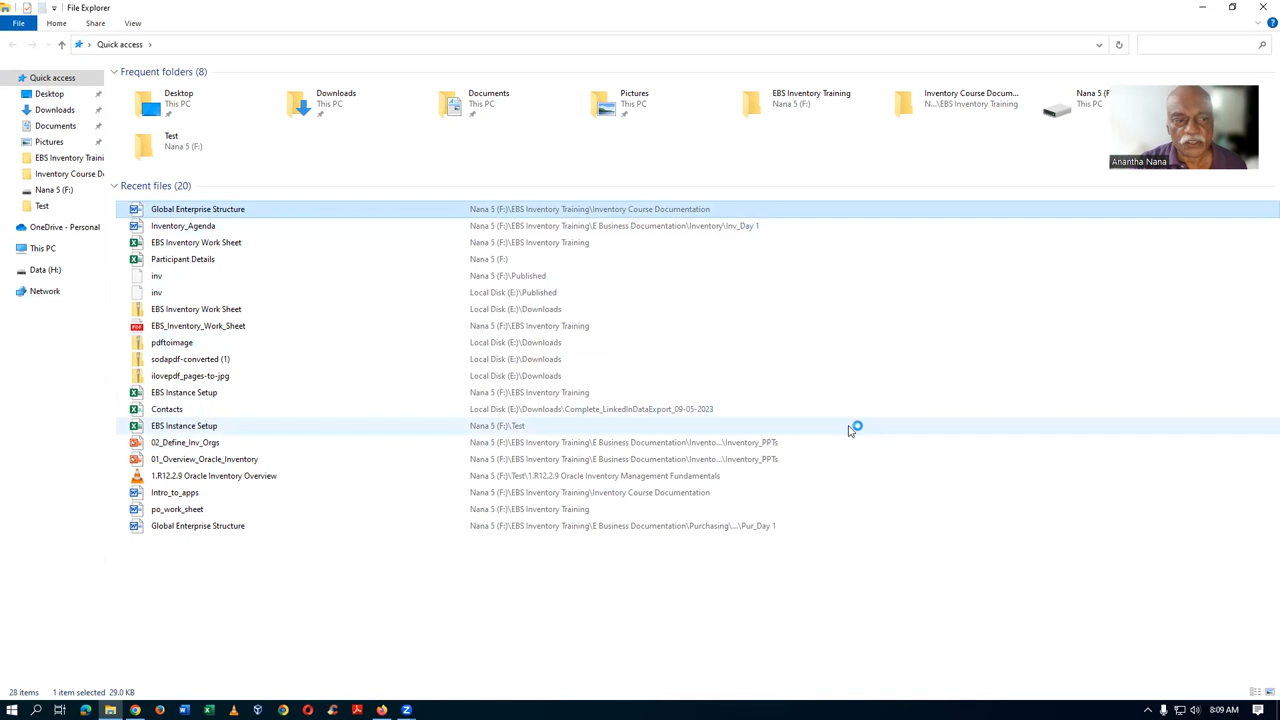 File Explorer
File Home Share View
Quick access
Quick access
Desktop
Downloads
Documents
Pictures
EBS Inventory Traini
Inventory Course De
Nana 5 (F:)
Test
OneDrive - Personal
This PC
Data (H:)
Network
Frequent folders (8)
Desktop
This PC
Downloads
This PC
Documents
This PC
Pictures
This PC
EBS Inventory Training
Nana 5 (F:)
Inventory Course Docum...
N...\EBS Inventory Training
Nana 5 (F
This PC
Test
Nana 5 (F:)
Anantha Nana
Recent files (20)
Global Enterprise Structure Nana 5 (F:)\EBS Inventory Training\Inventory Course Documentation
Inventory_Agenda Nana 5 (F:)\EBS Inventory Training\E Business Documentation\Inventory\Inv_Day 1
EBS Inventory Work Sheet Nana 5 (F:)\EBS Inventory Training
Participant Details Nana 5 (F:)
inv Nana 5 (F:)\Published
inv Local Disk (E:)\Published
EBS Inventory Work Sheet Local Disk (E:)\Downloads
EBS_Inventory_Work_Sheet Nana 5 (F:)\EBS Inventory Training
pdftoimage Local Disk (E:)\Downloads
sodapdf-converted (1) Local Disk (E:)\Downloads
ilovepdf_pages-to-jpg Local Disk (E:)\Downloads
EBS Instance Setup Nana 5 (F:)\EBS Inventory Training
Contacts Local Disk (E:)\Downloads\Complete_LinkedInDataExport_09-05-2023
EBS Instance Setup Nana 5 (F:)\Test
02_Define_Inv_Orgs Nana 5 (F:)\EBS Inventory Training\E Business Documentation\Invento...\Inventory_PPTs
01_Overview_Oracle_Inventory Nana 5 (F:)\EBS Inventory Training\E Business Documentation\Invento...\Inventory_PPTs
1.R12.2.9 Oracle Inventory Overview Nana 5 (F:)\Test\1.R12.2.9 Oracle Inventory Management Fundamentals
Intro_to_apps Nana 5 (F:)\EBS Inventory Training\Inventory Course Documentation
po_work_sheet Nana 5 (F:)\EBS Inventory Training
Global Enterprise Structure Nana 5 (F:)\EBS Inventory Training\E Business Documentation\Purchasing\...\Pur_Day 1
28 items 1 item selected 29.0 KB
8:09 AM